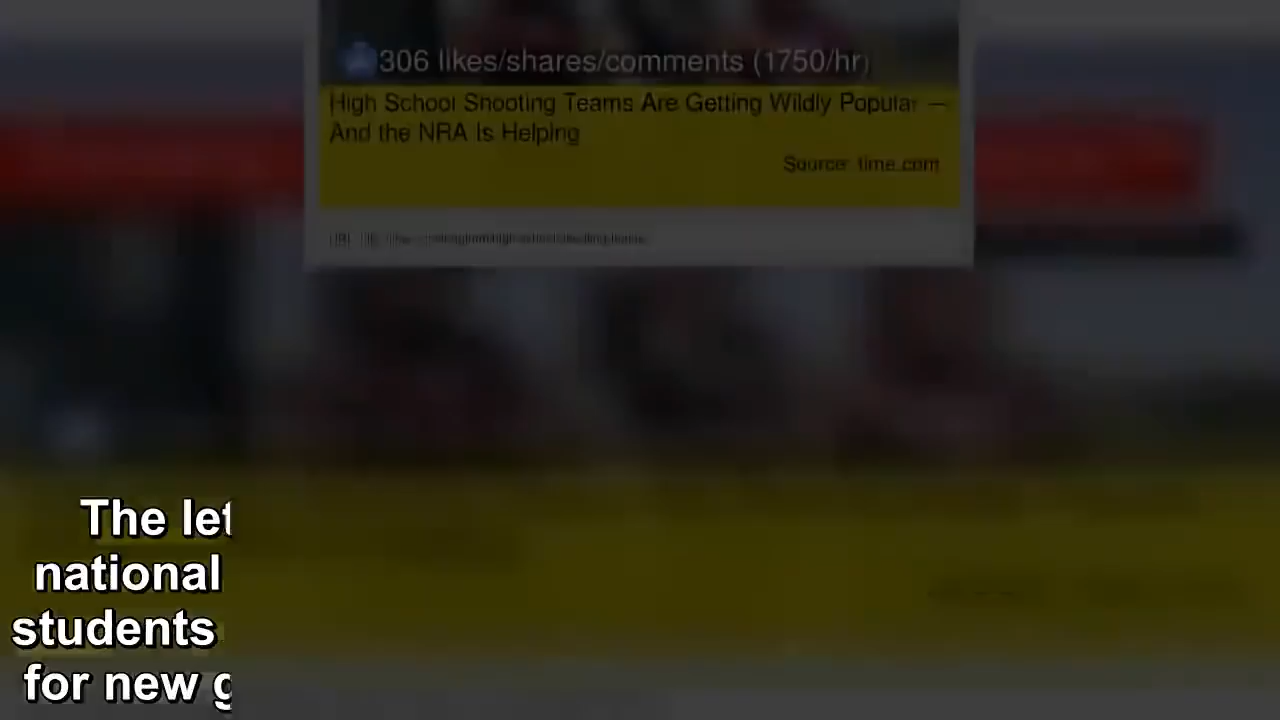 306 likes/shares/comments (1750/hr)
High School Shooting Teams Are Getting Wildly Popular —
And the NRA Is Helping
Source: time.com
The let
national
students
for new g